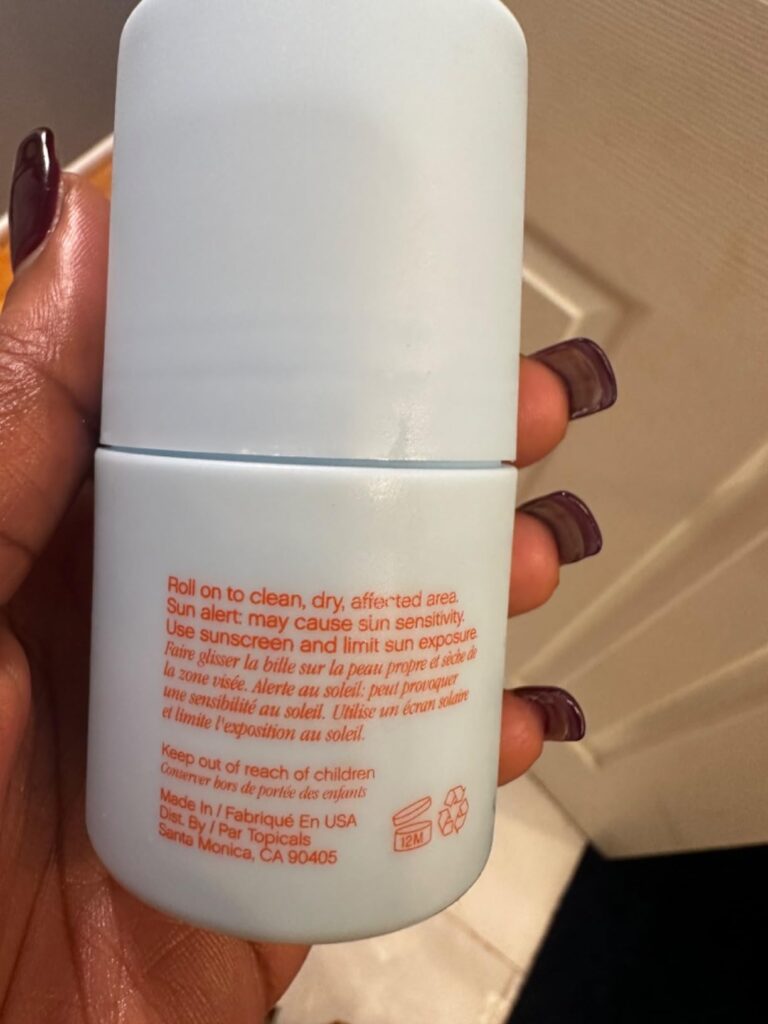 Roll on to clean, dry, affected area.
Sun alert: may cause sun sensitivity.
Use sunscreen and limit sun exposure.
Faire glisser la bille sur la peau propre et sèche de
la zone visée. Alerte au soleil: peut provoquer
une sensibilité au soleil. Utilise un écran solaire
et limite l'exposition au soleil.
Keep out of reach of children
Conserver hors de portée des enfants
Made In / Fabriqué En USA
Dist. By / Par Topicals
Santa Monica, CA 90405
12M